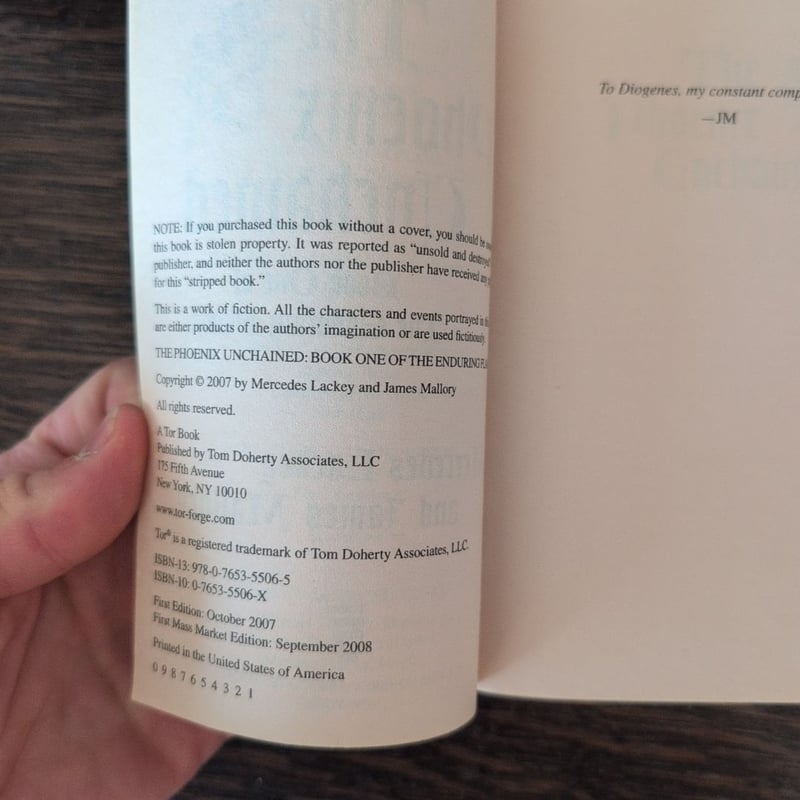 NOTE: If you purchased this book without a cover, you should be
this book is stolen property. It was reported as “unsold and destroyed
publisher, and neither the authors nor the publisher have received any
for this “stripped book.”
This is a work of fiction. All the characters and events portrayed in
are either products of the authors’ imagination or are used fictitiously.
THE PHOENIX UNCHAINED: BOOK ONE OF THE ENDURING
Copyright © 2007 by Mercedes Lackey and James Mallory
All rights reserved.
A Tor Book
Published by Tom Doherty Associates, LLC
175 Fifth Avenue
New York, NY 10010
www.tor-forge.com
Tor® is a registered trademark of Tom Doherty Associates, LLC.
ISBN-13: 978-0-7653-5506-5
ISBN-10: 0-7653-5506-X
First Edition: October 2007
First Mass Market Edition: September 2008
Printed in the United States of America
0 9 8 7 6 5 4 3 2 1
To Diogenes, my constant comp
—JM